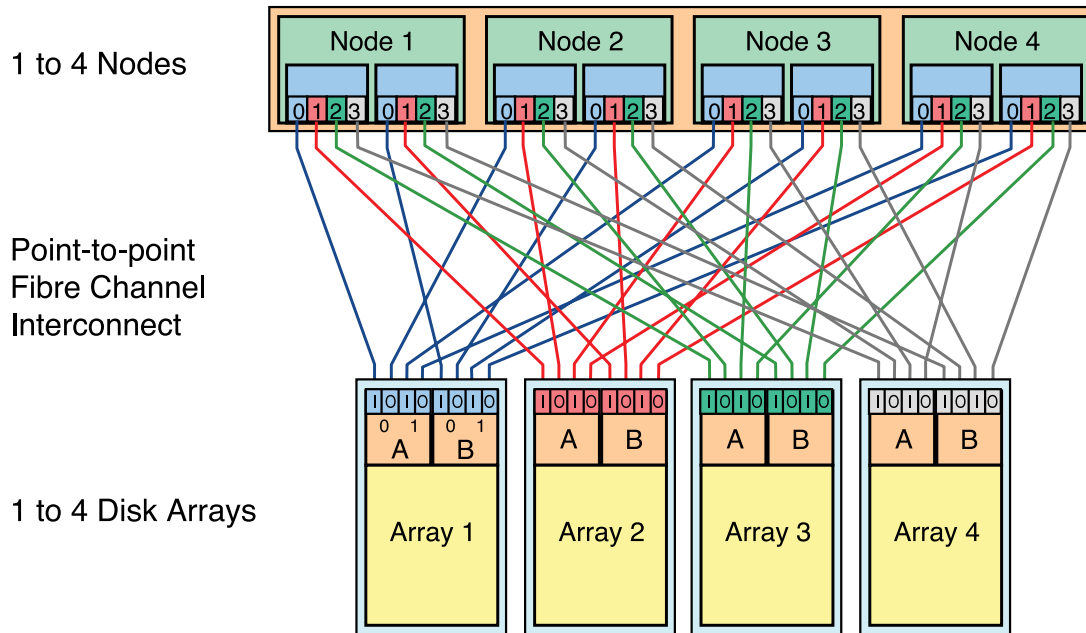 1 to 4 Nodes
Node 1 Node 2 Node 3 Node 4
0 1 2 3 0 1 2 3 0 1 2 3 0 1 2 3 0 1 2 3 0 1 2 3 0 1 2 3 0 1 2 3
Point-to-point
Fibre Channel
Interconnect
I O I O I O I O I O I O I O I O I O I O I O I O I O I O I O I O
0 1 0 1
A B A B A B A B
1 to 4 Disk Arrays
Array 1 Array 2 Array 3 Array 4